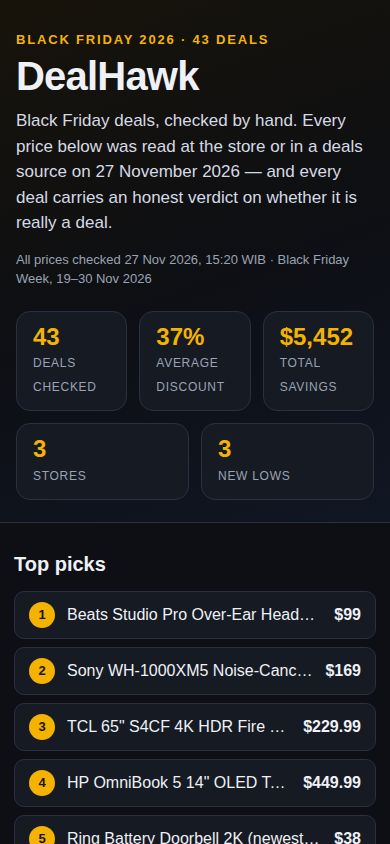 BLACK FRIDAY 2026 · 43 DEALS
DealHawk
Black Friday deals, checked by hand. Every
price below was read at the store or in a deals
source on 27 November 2026 — and every
deal carries an honest verdict on whether it is
really a deal.
All prices checked 27 Nov 2026, 15:20 WIB · Black Friday
Week, 19–30 Nov 2026
43
DEALS
CHECKED
37%
AVERAGE
DISCOUNT
$5,452
TOTAL
SAVINGS
3
STORES
3
NEW LOWS
Top picks
1 Beats Studio Pro Over-Ear Head… $99
2 Sony WH-1000XM5 Noise-Canc… $169
3 TCL 65" S4CF 4K HDR Fire … $229.99
4 HP OmniBook 5 14" OLED T… $449.99
5 Ring Battery Doorbell 2K (newest… $38